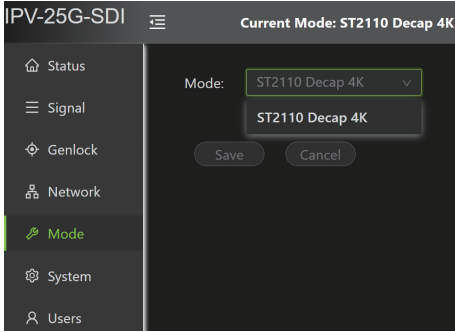 IPV-25G-SDI
Current Mode: ST2110 Decap 4K
Status
Signal
Genlock
Network
Mode
System
Users
Mode:
ST2110 Decap 4K
ST2110 Decap 4K
Save
Cancel